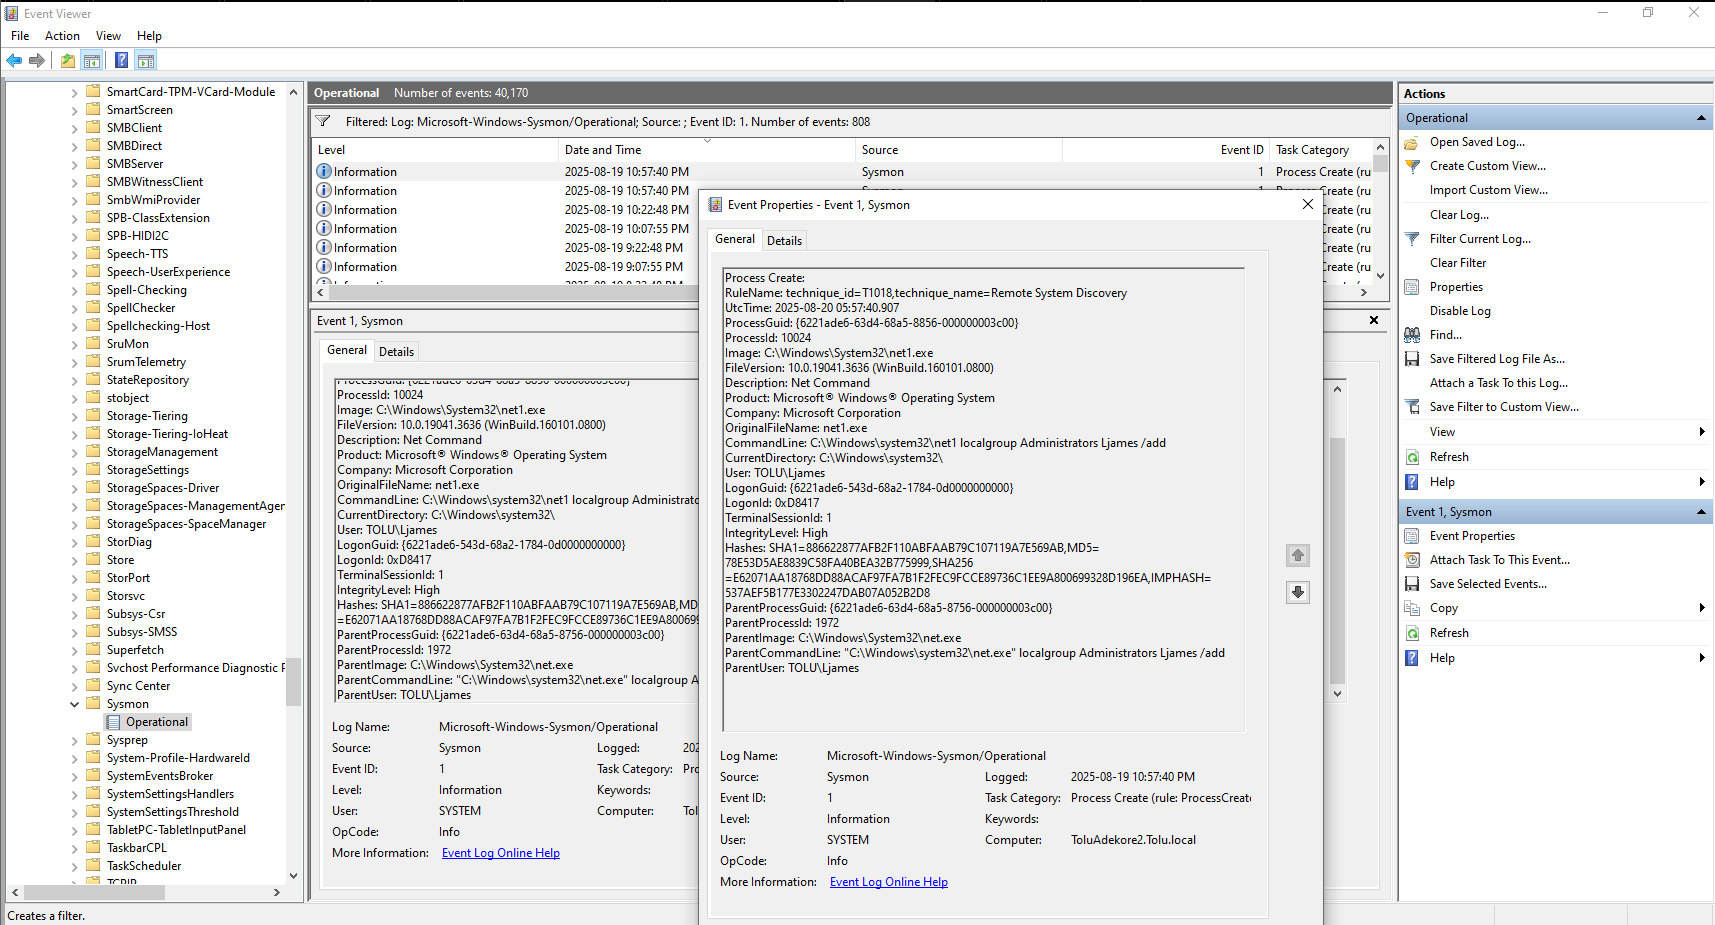 Event Viewer
File Action View Help
SmartCard-TPM-VCard-Module
SmartScreen
SMBClient
SMBDirect
SMBServer
SMBWitnessClient
SmbWmiProvider
SPB-ClassExtension
SPB-HIDI2C
Speech-TTS
Speech-UserExperience
Spell-Checking
SpellChecker
Spellchecking-Host
SruMon
SrumTelemetry
StateRepository
stobject
Storage-Tiering
Storage-Tiering-IoHeat
StorageManagement
StorageSettings
StorageSpaces-Driver
StorageSpaces-ManagementAgen
StorageSpaces-SpaceManager
StorDiag
Store
StorPort
Storsvc
Subsys-Csr
Subsys-SMSS
Superfetch
Svchost Performance Diagnostic P
Sync Center
Sysmon
Operational
Sysprep
System-Profile-HardwareId
SystemEventsBroker
SystemSettingsHandlers
SystemSettingsThreshold
TabletPC-TabletInputPanel
TaskbarCPL
TaskScheduler
TCPIP
Creates a filter.
Operational Number of events: 40,170
Filtered: Log: Microsoft-Windows-Sysmon/Operational; Source: ; Event ID: 1. Number of events: 808
Level Date and Time Source Event ID Task Category
Information 2025-08-19 10:57:40 PM Sysmon 1 Process Create (ru
Information 2025-08-19 10:57:40 PM Sysmon 1 Process Create (ru
Information 2025-08-19 10:22:48 PM Create (ru
Information 2025-08-19 10:07:55 PM Create (ru
Information 2025-08-19 9:22:48 PM Create (ru
Information 2025-08-19 9:07:55 PM Create (ru
Event 1, Sysmon
General Details
ProcessGuid: {6221ade6-63d4-68a5-8856-000000003c00}
ProcessId: 10024
Image: C:\Windows\System32\net1.exe
FileVersion: 10.0.19041.3636 (WinBuild.160101.0800)
Description: Net Command
Product: Microsoft® Windows® Operating System
Company: Microsoft Corporation
OriginalFileName: net1.exe
CommandLine: C:\Windows\system32\net1 localgroup Administrato
CurrentDirectory: C:\Windows\system32\
User: TOLU\Ljames
LogonGuid: {6221ade6-543d-68a2-1784-0d0000000000}
LogonId: 0xD8417
TerminalSessionId: 1
IntegrityLevel: High
Hashes: SHA1=886622877AFB2F110ABFAAB79C107119A7E569AB,MD
=E62071AA18768DD88ACAF97FA7B1F2FEC9FCCE89736C1EE9A800699
ParentProcessGuid: {6221ade6-63d4-68a5-8756-000000003c00}
ParentProcessId: 1972
ParentImage: C:\Windows\System32\net.exe
ParentCommandLine: "C:\Windows\system32\net.exe" localgroup A
ParentUser: TOLU\Ljames
Log Name: Microsoft-Windows-Sysmon/Operational
Source: Sysmon Logged: 202
Event ID: 1 Task Category: Pro
Level: Information Keywords:
User: SYSTEM Computer: Tol
OpCode: Info
More Information: Event Log Online Help
Event Properties - Event 1, Sysmon
General Details
Process Create:
RuleName: technique_id=T1018,technique_name=Remote System Discovery
UtcTime: 2025-08-20 05:57:40.907
ProcessGuid: {6221ade6-63d4-68a5-8856-000000003c00}
ProcessId: 10024
Image: C:\Windows\System32\net1.exe
FileVersion: 10.0.19041.3636 (WinBuild.160101.0800)
Description: Net Command
Product: Microsoft® Windows® Operating System
Company: Microsoft Corporation
OriginalFileName: net1.exe
CommandLine: C:\Windows\system32\net1 localgroup Administrators Ljames /add
CurrentDirectory: C:\Windows\system32\
User: TOLU\Ljames
LogonGuid: {6221ade6-543d-68a2-1784-0d0000000000}
LogonId: 0xD8417
TerminalSessionId: 1
IntegrityLevel: High
Hashes: SHA1=886622877AFB2F110ABFAAB79C107119A7E569AB,MD5=
78E53D5AE8839C58FA40BEA32B775999,SHA256
=E62071AA18768DD88ACAF97FA7B1F2FEC9FCCE89736C1EE9A800699328D196EA,IMPHASH=
537AEF5B177E3302247DAB07A052B2D8
ParentProcessGuid: {6221ade6-63d4-68a5-8756-000000003c00}
ParentProcessId: 1972
ParentImage: C:\Windows\System32\net.exe
ParentCommandLine: "C:\Windows\system32\net.exe" localgroup Administrators Ljames /add
ParentUser: TOLU\Ljames
Log Name: Microsoft-Windows-Sysmon/Operational
Source: Sysmon Logged: 2025-08-19 10:57:40 PM
Event ID: 1 Task Category: Process Create (rule: ProcessCreate
Level: Information Keywords:
User: SYSTEM Computer: ToluAdekore2.Tolu.local
OpCode: Info
More Information: Event Log Online Help
Actions
Operational
Open Saved Log...
Create Custom View...
Import Custom View...
Clear Log...
Filter Current Log...
Clear Filter
Properties
Disable Log
Find...
Save Filtered Log File As...
Attach a Task To this Log...
Save Filter to Custom View...
View
Refresh
Help
Event 1, Sysmon
Event Properties
Attach Task To This Event...
Save Selected Events...
Copy
Refresh
Help